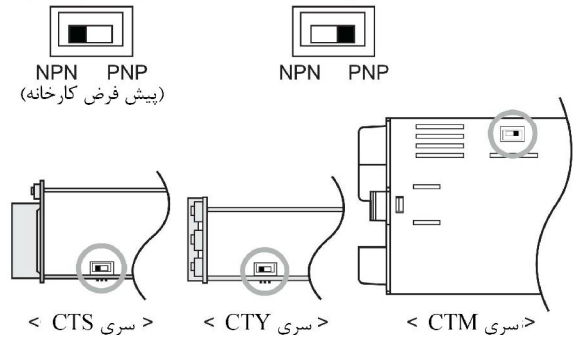 NPN PNP
(پیش فرض کارخانه)
NPN PNP
< سری CTS >
< سری CTY >
< سری CTM >